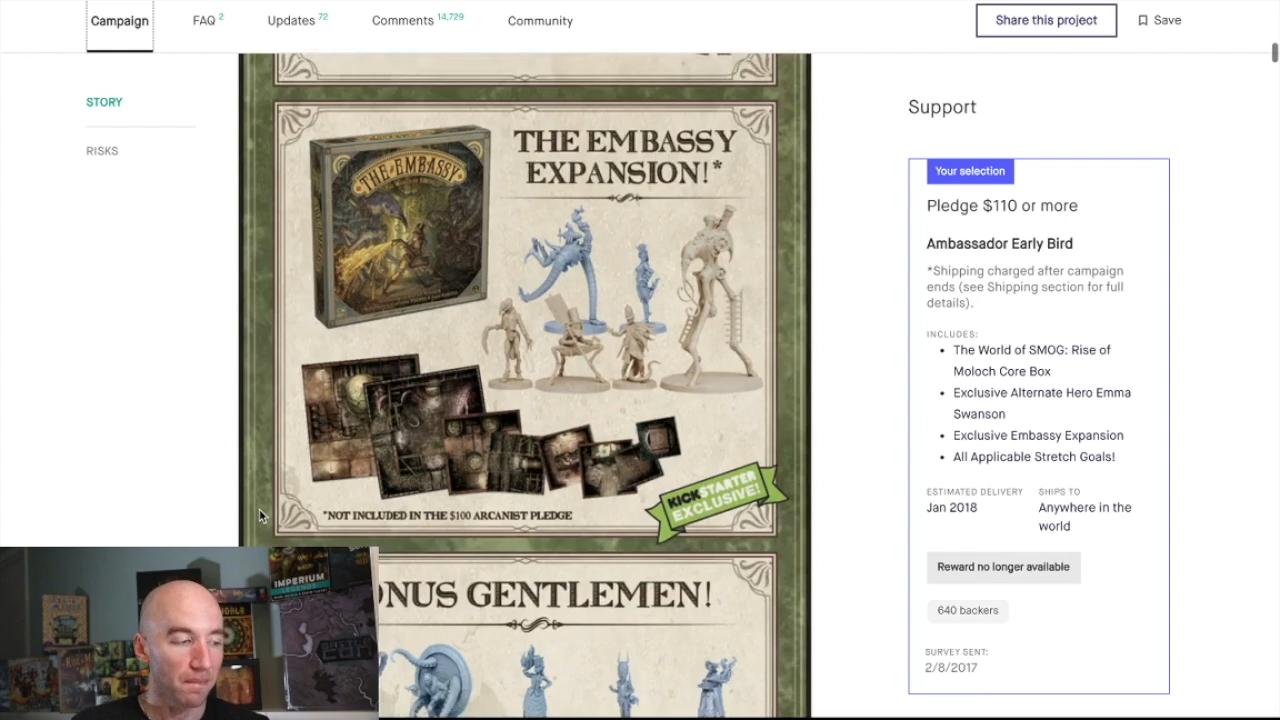 Campaign
FAQ 2
Updates 72
Comments 14,729
Community
Share this project
Save
STORY
RISKS
THE EMBASSY
THE EMBASSY
EXPANSION!*
*NOT INCLUDED IN THE $100 ARCANIST PLEDGE
KICKSTARTER
EXCLUSIVE!
ONUS GENTLEMEN!
Support
Your selection
Pledge $110 or more
Ambassador Early Bird
*Shipping charged after campaign
ends (see Shipping section for full
details).
INCLUDES:
• The World of SMOG: Rise of
Moloch Core Box
• Exclusive Alternate Hero Emma
Swanson
• Exclusive Embassy Expansion
• All Applicable Stretch Goals!
ESTIMATED DELIVERY
Jan 2018
SHIPS TO
Anywhere in the
world
Reward no longer available
640 backers
SURVEY SENT:
2/8/2017
IMPERIUM
LEGENDS